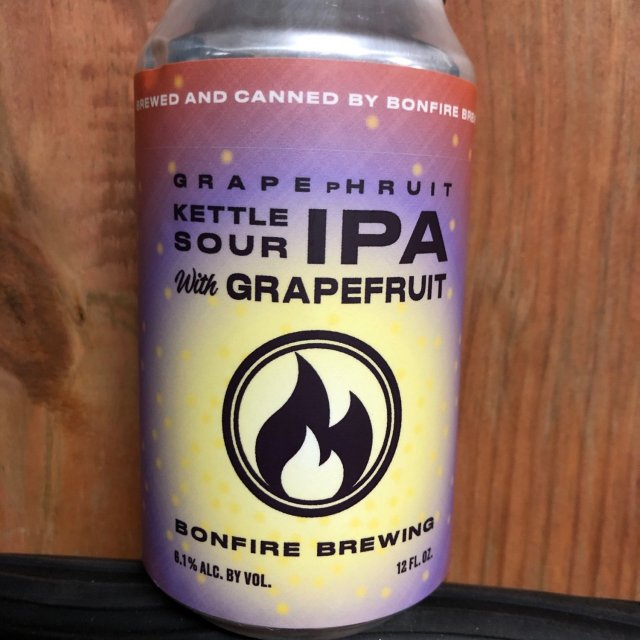 BREWED AND CANNED BY BONFIRE
GRAPEpHRUIT
KETTLE SOUR IPA
With GRAPEFRUIT
BONFIRE BREWING
6.1% ALC. BY VOL. 12 FL. OZ.